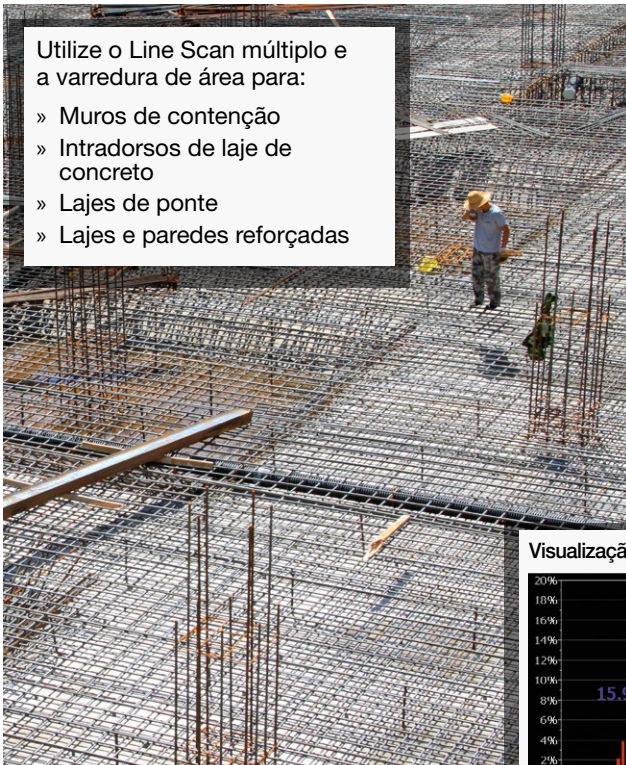 Utilize o Line Scan múltiplo e
a varredura de área para:
» Muros de contenção
» Intradorsos de laje de
concreto
» Lajes de ponte
» Lajes e paredes reforçadas
20%
18%
16%
14%
12%
10%
8%
6%
4%
2%